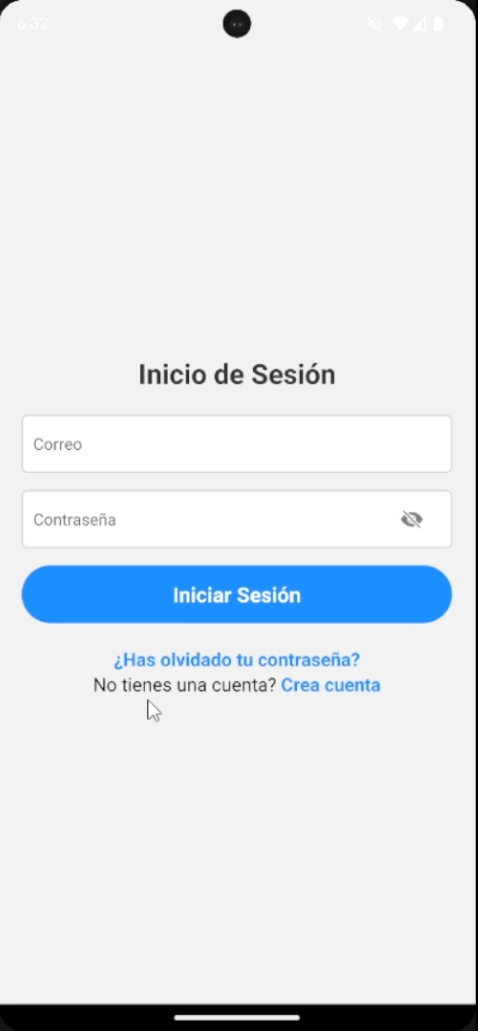 6:32
Inicio de Sesión
Correo
Contraseña
Iniciar Sesión
¿Has olvidado tu contraseña?
No tienes una cuenta? Crea cuenta